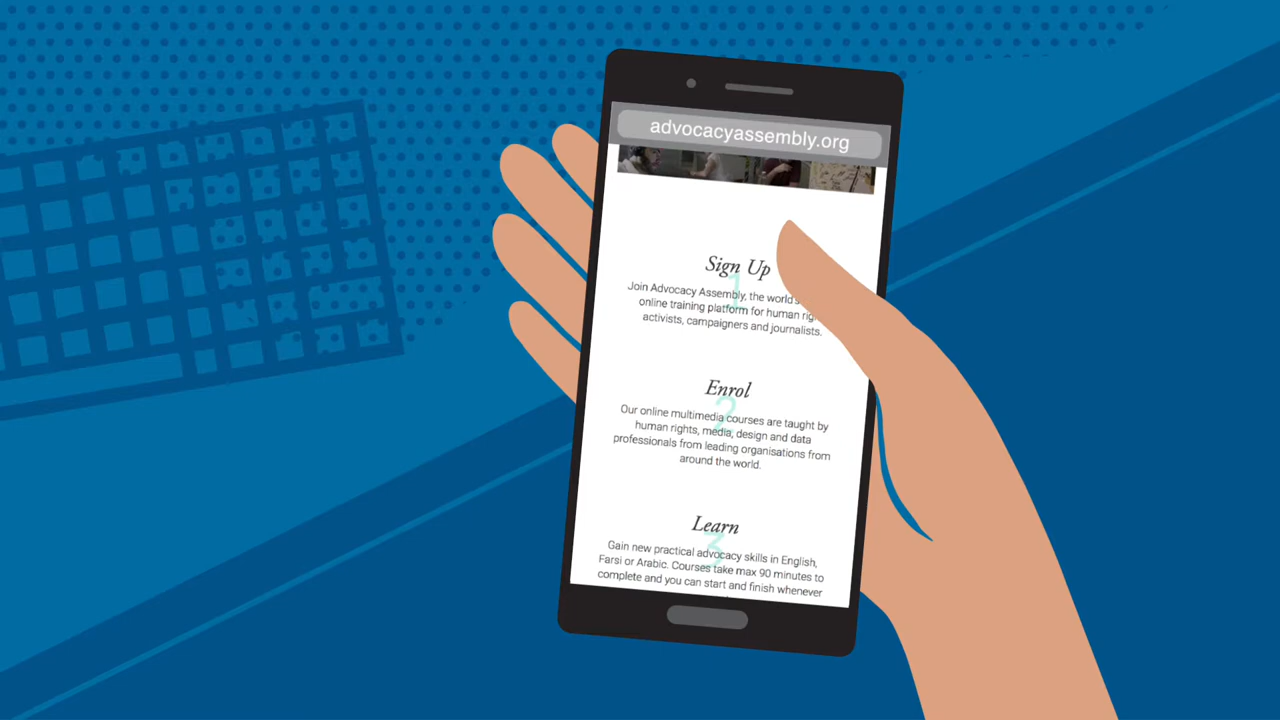 advocacyassembly.org
Sign Up
1
Join Advocacy Assembly, the world's
online training platform for human
activists, campaigners and journalists.
Enrol
2
Our online multimedia courses are taught by
human rights, media, design and data
professionals from leading organisations from
around the world.
Learn
3
Gain new practical advocacy skills in English,
Farsi or Arabic. Courses take max 90 minutes to
complete and you can start and finish whenever